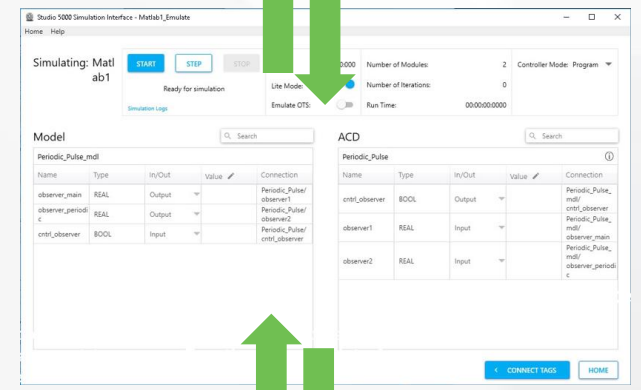 Studio 5000 Simulation Interface - Matlab1_Emulate
Home Help
Simulating: Matl
ab1
START STEP STOP
Ready for simulation
Simulation Logs
0:000
Lite Mode:
Emulate OTS:
Number of Modules: 2
Number of Iterations: 0
Run Time: 00:00:00:0000
Controller Mode: Program
Model
Search
Periodic_Pulse_mdl
Name Type In/Out Value Connection
observer_main REAL Output Periodic_Pulse/
observer1
observer_periodi
c REAL Output Periodic_Pulse/
observer2
cntrl_observer BOOL Input Periodic_Pulse/
cntrl_observer
ACD
Search
Periodic_Pulse
Name Type In/Out Value Connection
cntrl_observer BOOL Output Periodic_Pulse_
mdl/
cntrl_observer
observer1 REAL Input Periodic_Pulse_
mdl/
observer_main
observer2 REAL Input Periodic_Pulse_
mdl/
observer_periodi
c
< CONNECT TAGS HOME